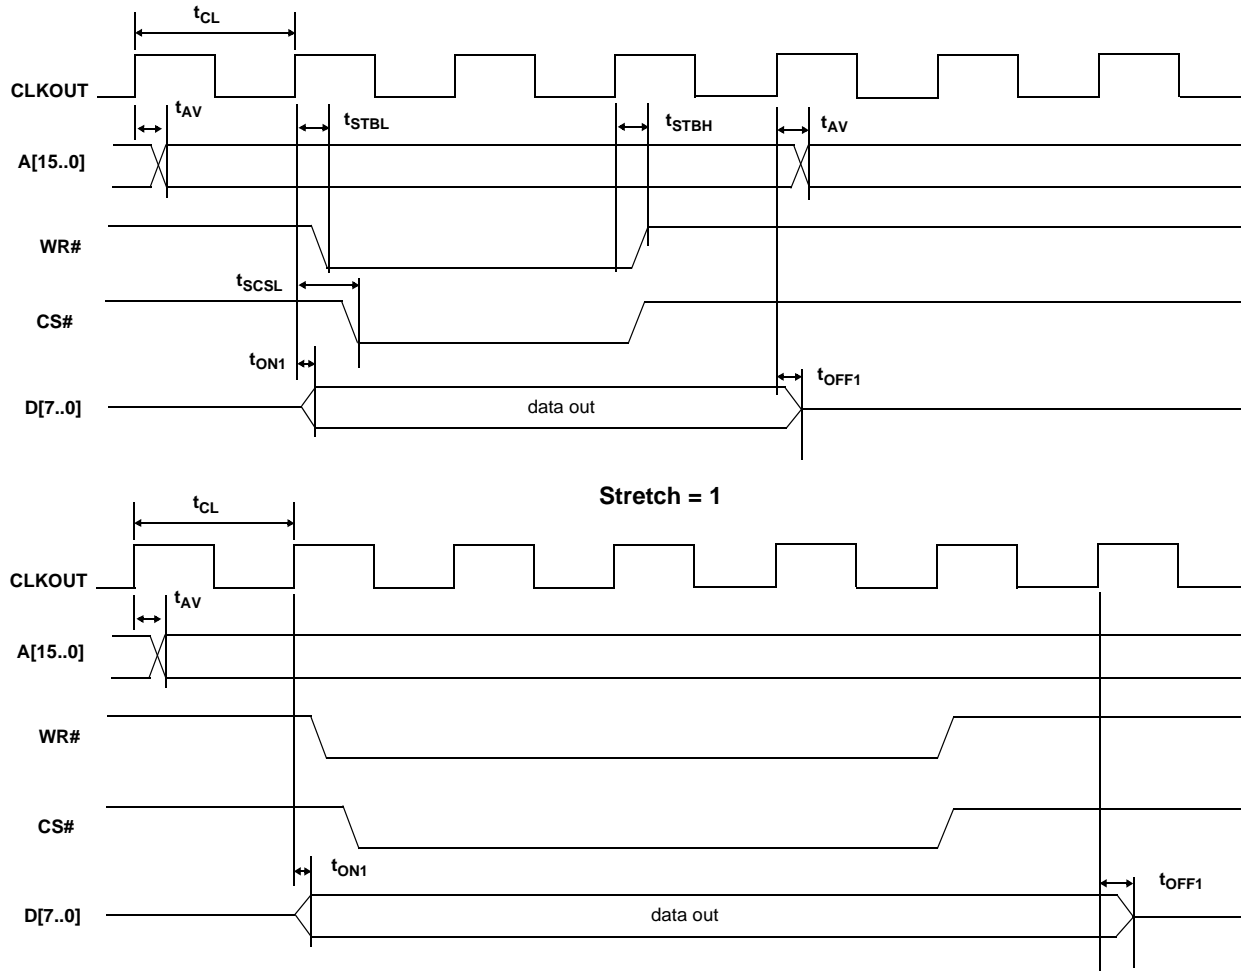 tCL
CLKOUT
tAV
tSTBL
tSTBH
tAV
A[15..0]
WR#
tSCSL
CS#
tON1
tOFF1
D[7..0]
data out
Stretch = 1
tCL
CLKOUT
tAV
A[15..0]
WR#
CS#
tON1
tOFF1
D[7..0]
data out